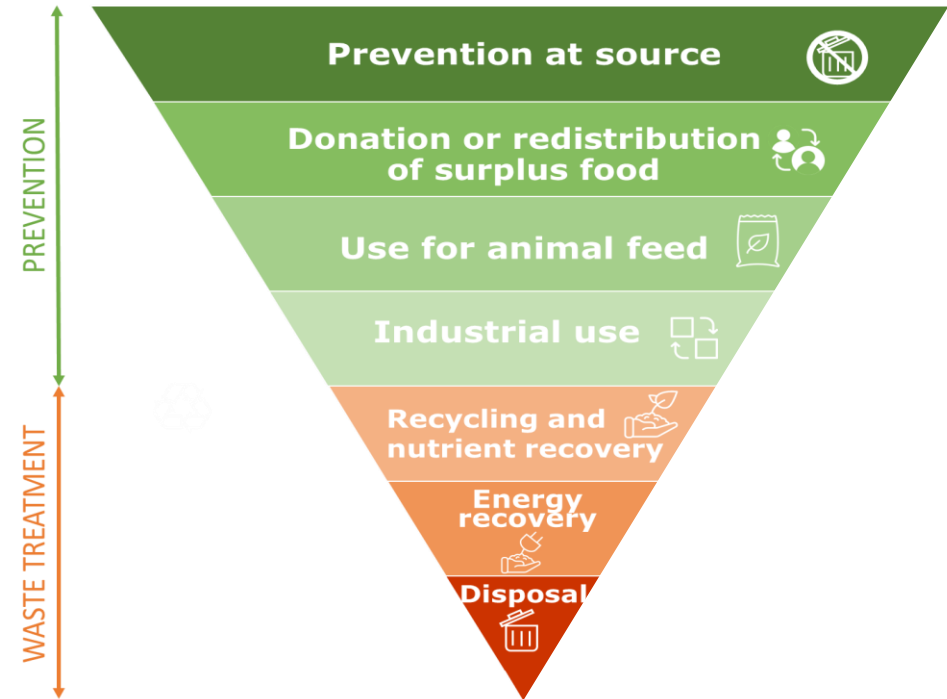 Prevention at source
Donation or redistribution
of surplus food
Use for animal feed
Industrial use
Recycling and
nutrient recovery
Energy
recovery
Disposal
PREVENTION
WASTE TREATMENT